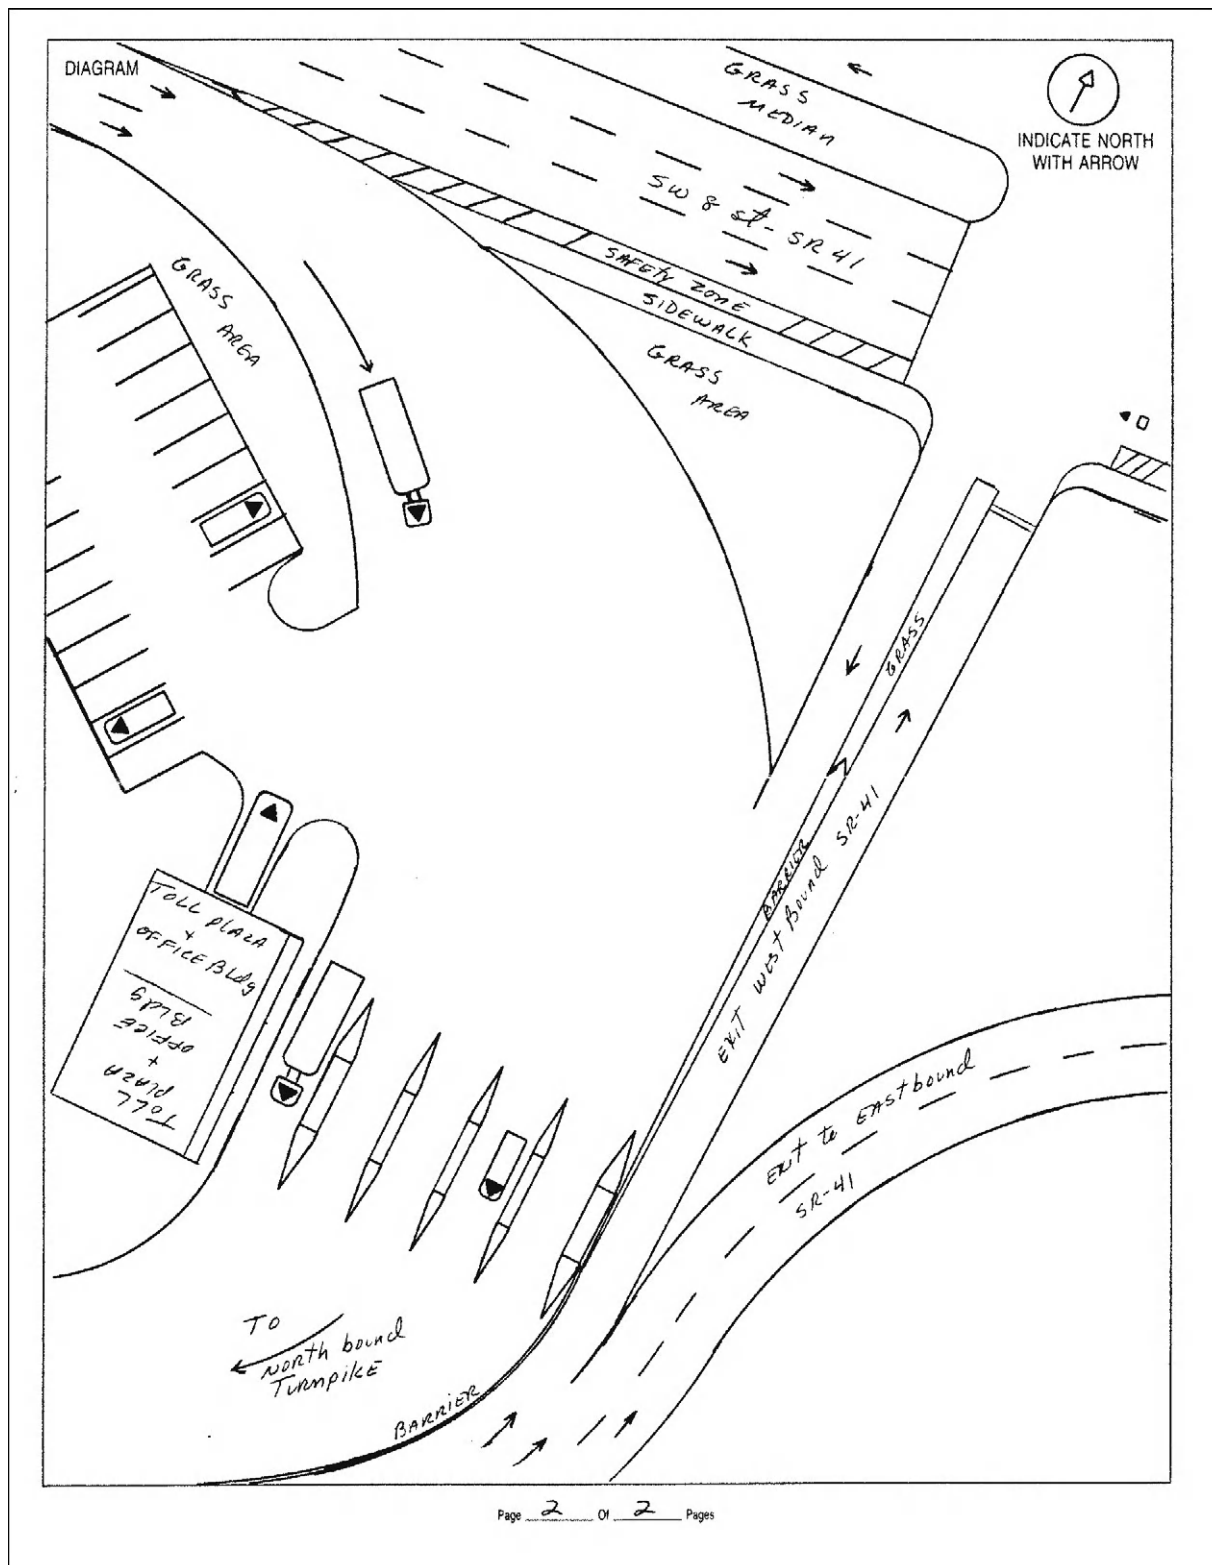 DIAGRAM
INDICATE NORTH
WITH ARROW
GRASS
MEDIAN
SW 8 st - SR 41
SAFETY ZONE
SIDEWALK
GRASS
AREA
GRASS
AREA
GRASS
BARRIER
EXIT WEST Bound SR-41
TOLL PLAZA
+
OFFICE Bldg
TOLL
PLAZA
+
OFFICE
BLDG
EXIT to EASTbound
SR-41
TO
NORTH bound
TURNPIKE
BARRIER
Page 2 Of 2 Pages